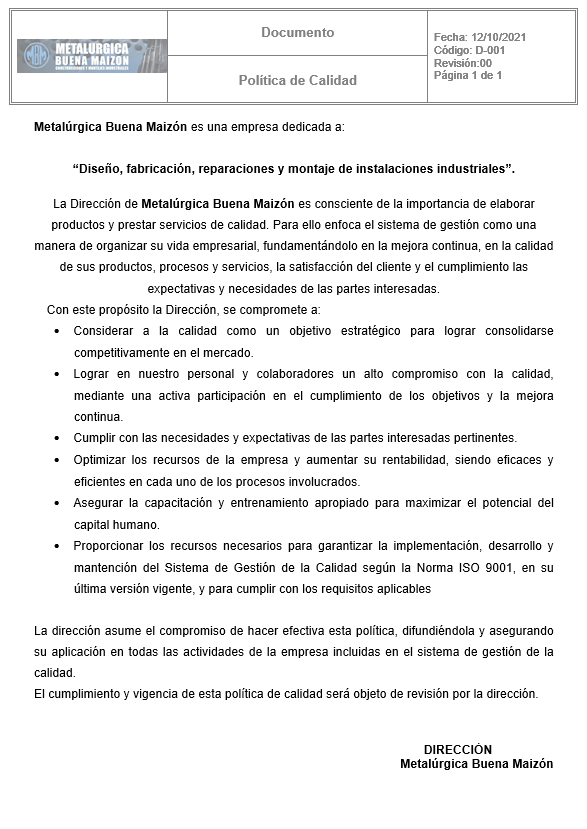 METALURGICA
BUENA MAIZON
CONSTRUCCIONES Y MONTAJES INDUSTRIALES
Documento
Política de Calidad
Fecha: 12/10/2021
Código: D-001
Revisión:00
Página 1 de 1
Metalúrgica Buena Maizón es una empresa dedicada a:
“Diseño, fabricación, reparaciones y montaje de instalaciones industriales”.
La Dirección de Metalúrgica Buena Maizón es consciente de la importancia de elaborar
productos y prestar servicios de calidad. Para ello enfoca el sistema de gestión como una
manera de organizar su vida empresarial, fundamentándolo en la mejora continua, en la calidad
de sus productos, procesos y servicios, la satisfacción del cliente y el cumplimiento las
expectativas y necesidades de las partes interesadas.
Con este propósito la Dirección, se compromete a:
• Considerar a la calidad como un objetivo estratégico para lograr consolidarse
competitivamente en el mercado.
• Lograr en nuestro personal y colaboradores un alto compromiso con la calidad,
mediante una activa participación en el cumplimiento de los objetivos y la mejora
continua.
• Cumplir con las necesidades y expectativas de las partes interesadas pertinentes.
• Optimizar los recursos de la empresa y aumentar su rentabilidad, siendo eficaces y
eficientes en cada uno de los procesos involucrados.
• Asegurar la capacitación y entrenamiento apropiado para maximizar el potencial del
capital humano.
• Proporcionar los recursos necesarios para garantizar la implementación, desarrollo y
mantención del Sistema de Gestión de la Calidad según la Norma ISO 9001, en su
última versión vigente, y para cumplir con los requisitos aplicables
La dirección asume el compromiso de hacer efectiva esta política, difundiéndola y asegurando
su aplicación en todas las actividades de la empresa incluidas en el sistema de gestión de la
calidad.
El cumplimiento y vigencia de esta política de calidad será objeto de revisión por la dirección.
DIRECCIÓN
Metalúrgica Buena Maizón